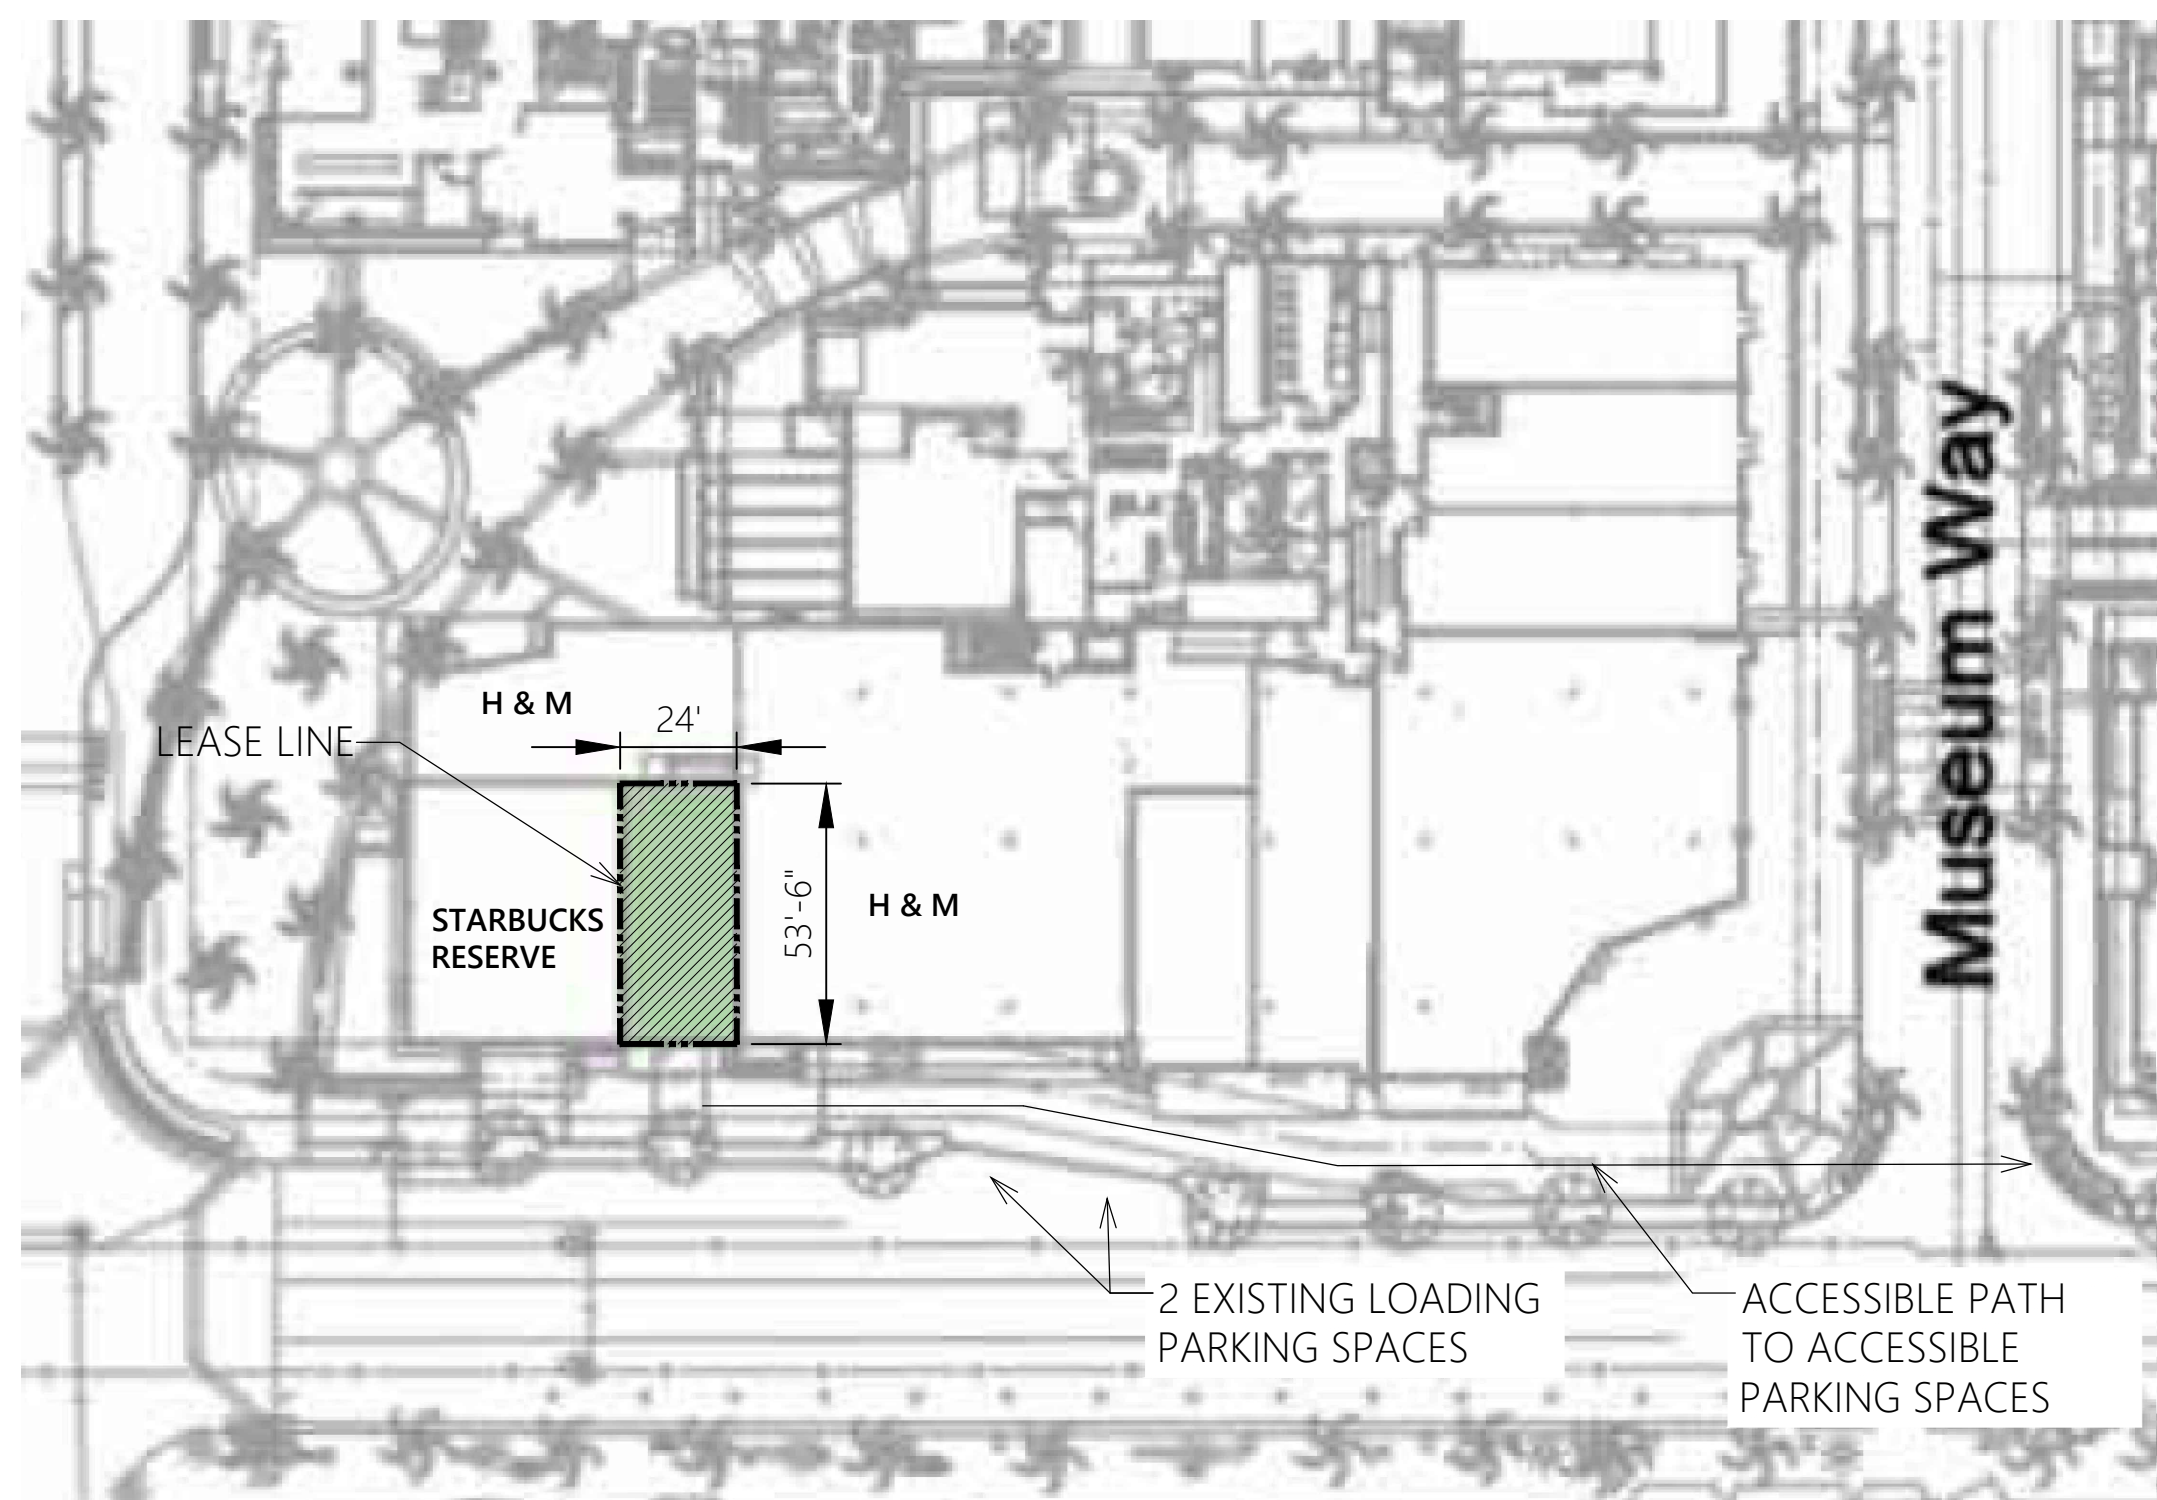 H & M
24'
LEASE LINE
53'-6"
H & M
STARBUCKS
RESERVE
Museum Way
2 EXISTING LOADING
PARKING SPACES
ACCESSIBLE PATH
TO ACCESSIBLE
PARKING SPACES